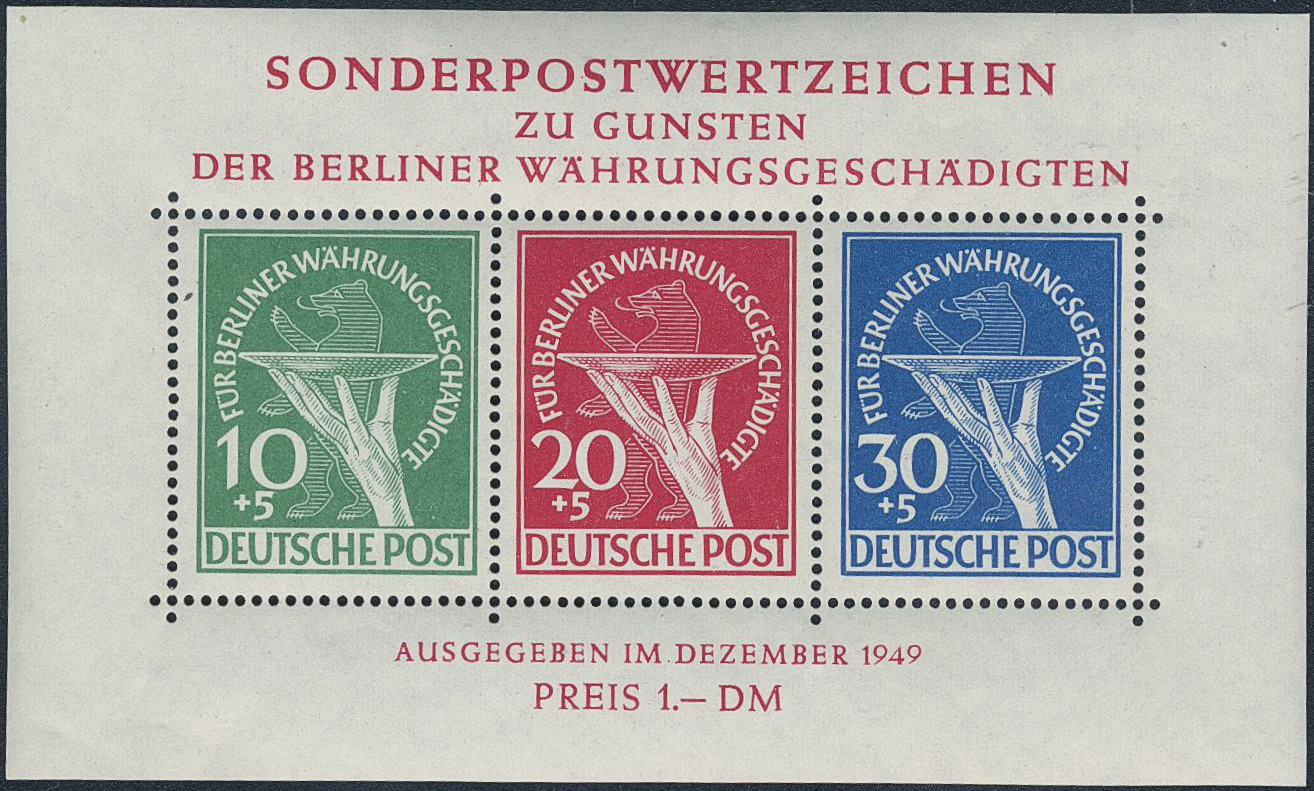 SONDERPOSTWERTZEICHEN
ZU GUNSTEN
DER BERLINER WÄHRUNGSGESCHÄDIGTEN
FÜR BERLINER WÄHRUNGSGESCHÄDIGTE
10
+5
DEUTSCHE POST
FÜR BERLINER WÄHRUNGSGESCHÄDIGTE
20
+5
DEUTSCHE POST
FÜR BERLINER WÄHRUNGSGESCHÄDIGTE
30
+5
DEUTSCHE POST
AUSGEGEBEN IM DEZEMBER 1949
PREIS 1.— DM